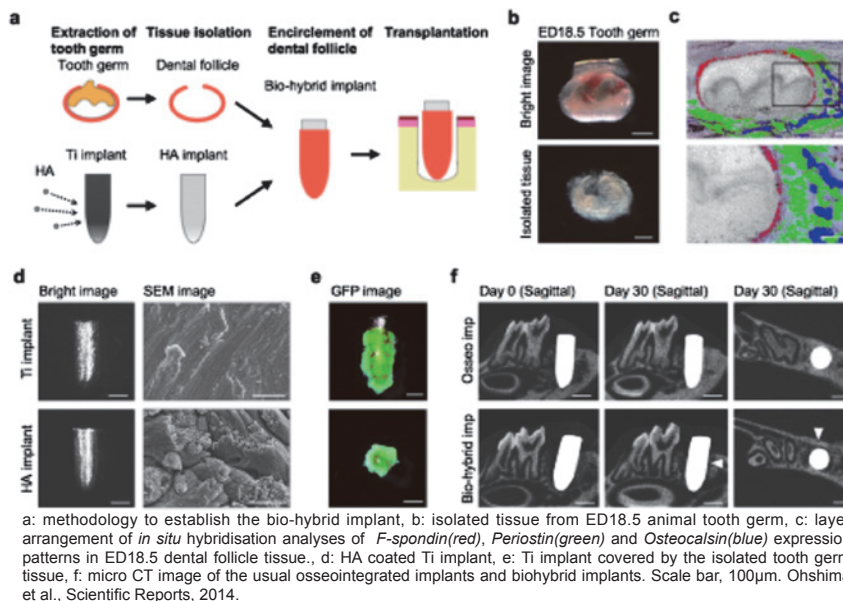 a
Extraction of tooth germ
Tissue isolation
Encirclement of dental follicle
Transplantation
Tooth germ
Dental follicle
Bio-hybrid implant
Ti implant
HA implant
HA
b
ED18.5 Tooth germ
Bright image
Isolated tissue
c
d
Bright image
SEM image
Ti implant
HA implant
e
GFP image
f
Day 0 (Sagittal)
Day 30 (Sagittal)
Day 30 (Sagittal)
Osseo imp
Bio-hybrid imp
a: methodology to establish the bio-hybrid implant, b: isolated tissue from ED18.5 animal tooth germ, c: laye
arrangement of in situ hybridisation analyses of F-spondin(red), Periostin(green) and Osteocalsin(blue) expression
patterns in ED18.5 dental follicle tissue., d: HA coated Ti implant, e: Ti implant covered by the isolated tooth germ
tissue, f: micro CT image of the usual osseointegrated implants and biohybrid implants. Scale bar, 100μm. Ohshima
et al., Scientific Reports, 2014.